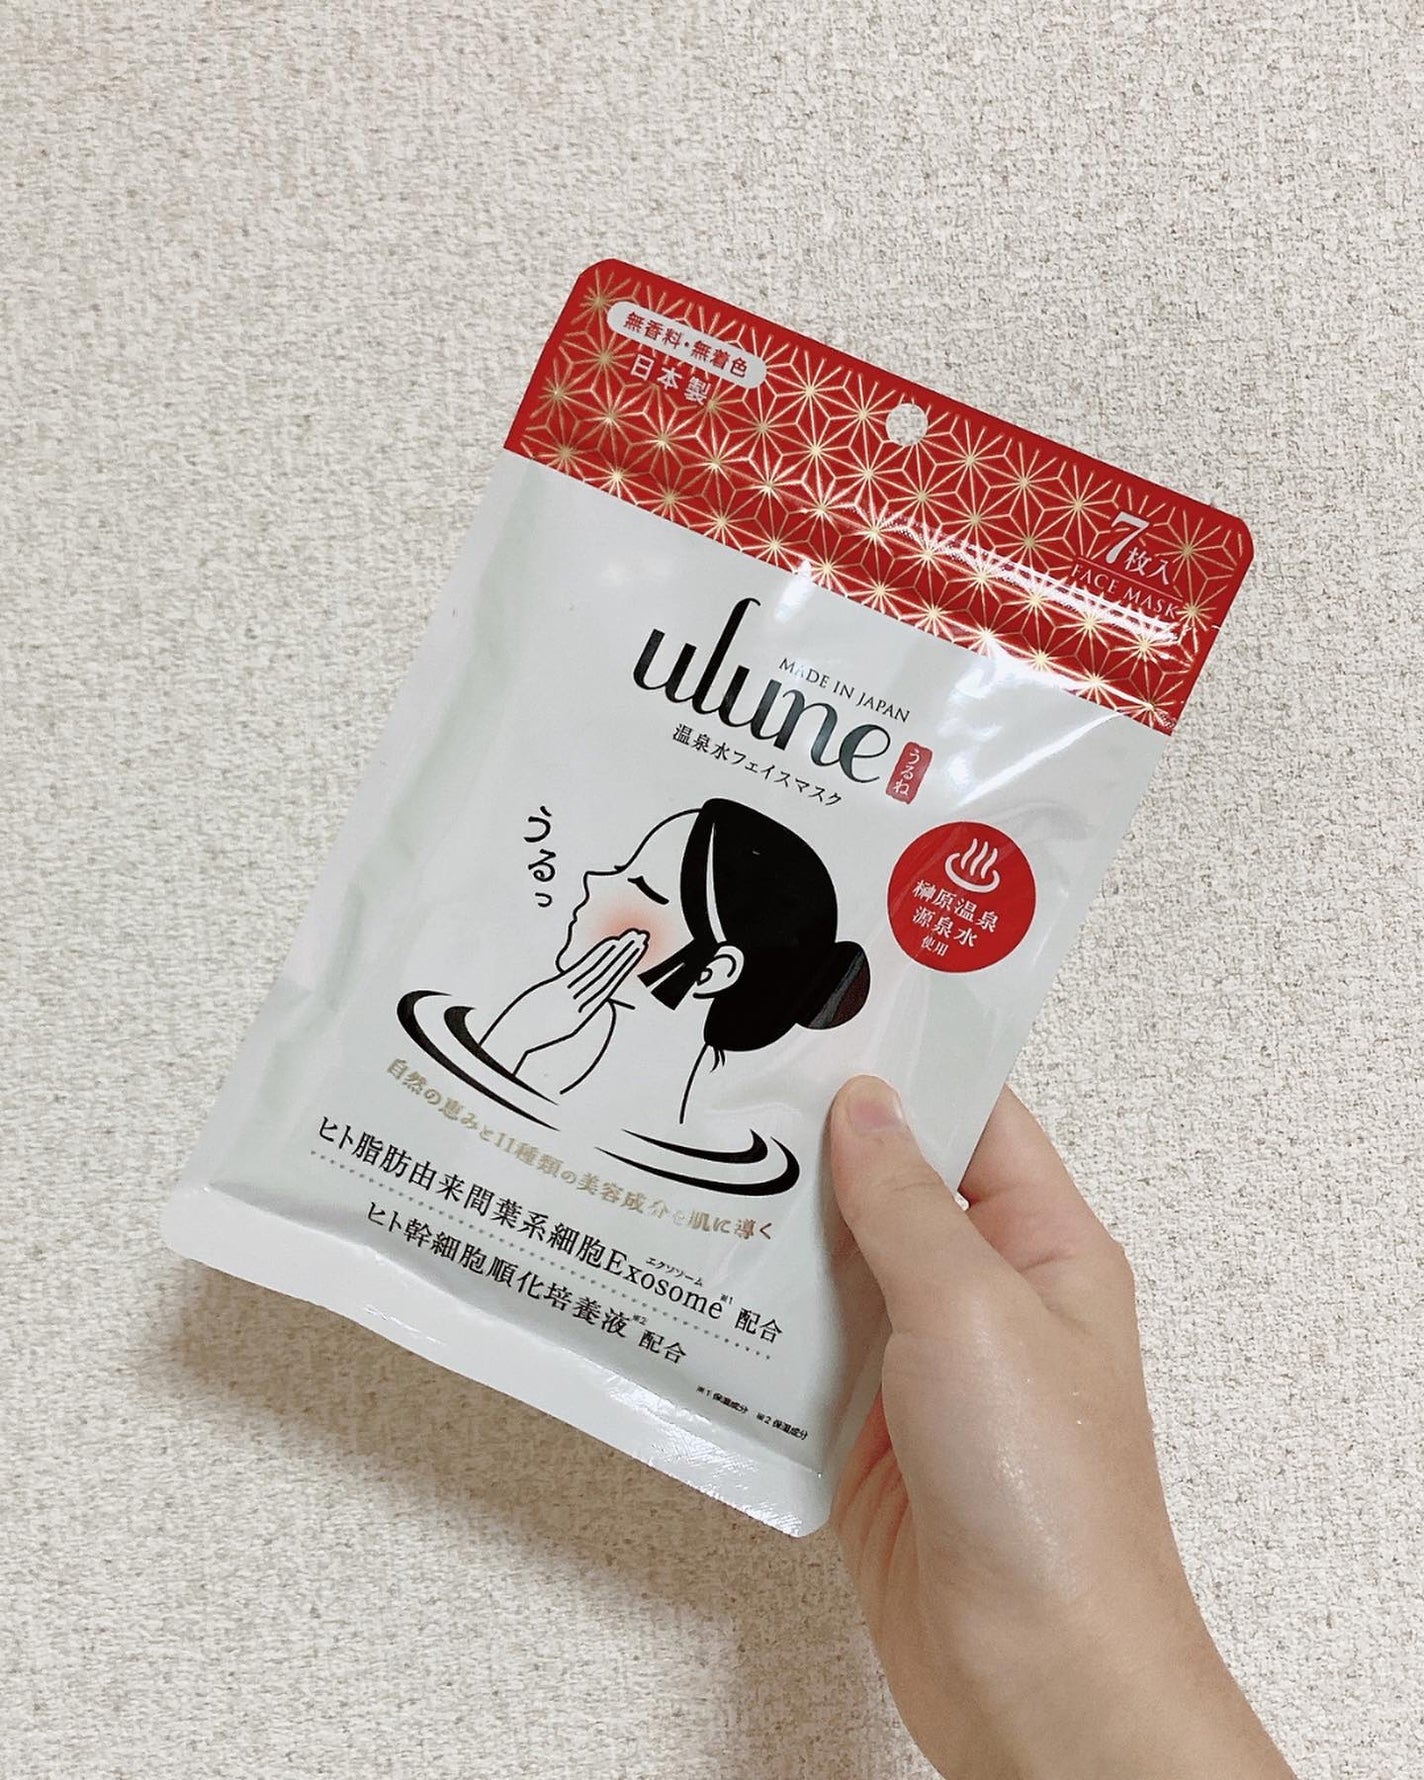 無香料・無着色
日本製
7枚入
FACE MASK
MADE IN JAPAN
ulune
うるね
温泉水フェイスマスク
うるっ
榊原温泉
源泉水
使用
自然の恵みと11種類の美容成分を肌に導く
ヒト脂肪由来間葉系細胞Exosome※1 配合
エクソソーム
ヒト幹細胞順化培養液※2 配合
※1 保湿成分 ※2 保湿成分